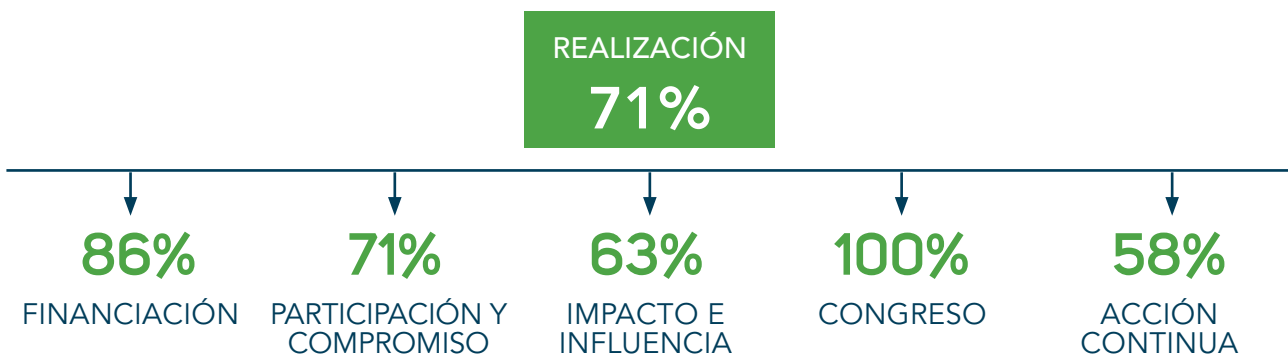 REALIZACIÓN
71%
86%
FINANCIACIÓN
71%
PARTICIPACIÓN Y
COMPROMISO
63%
IMPACTO E
INFLUENCIA
100%
CONGRESO
58%
ACCIÓN
CONTINUA